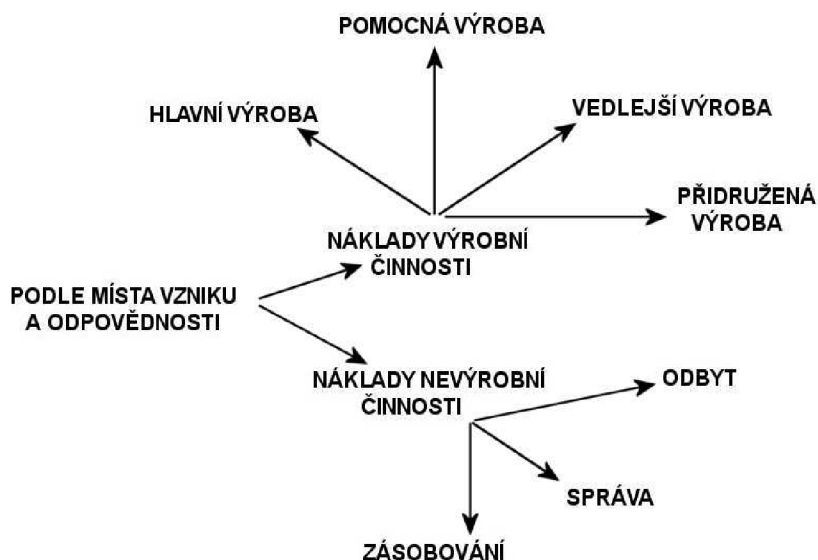 POMOCNÁ VÝROBA
HLAVNÍ VÝROBA
VEDLEJŠÍ VÝROBA
PŘIDRUŽENÁ
VÝROBA
NÁKLADY VÝROBNÍ
ČINNOSTI
PODLE MÍSTA VZNIKU
A ODPOVĚDNOSTI
NÁKLADY NEVÝROBNÍ
ČINNOSTI
ODBYT
SPRÁVA
ZÁSOBOVÁNÍ